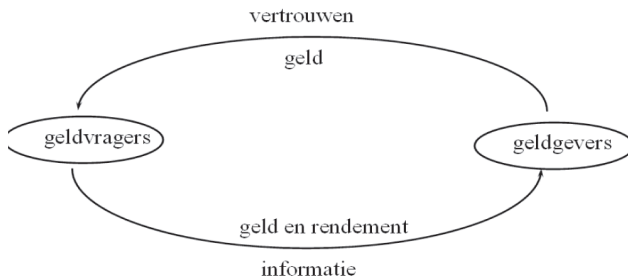 vertrouwen
geld
geldvragers
geldgevers
geld en rendement
informatie